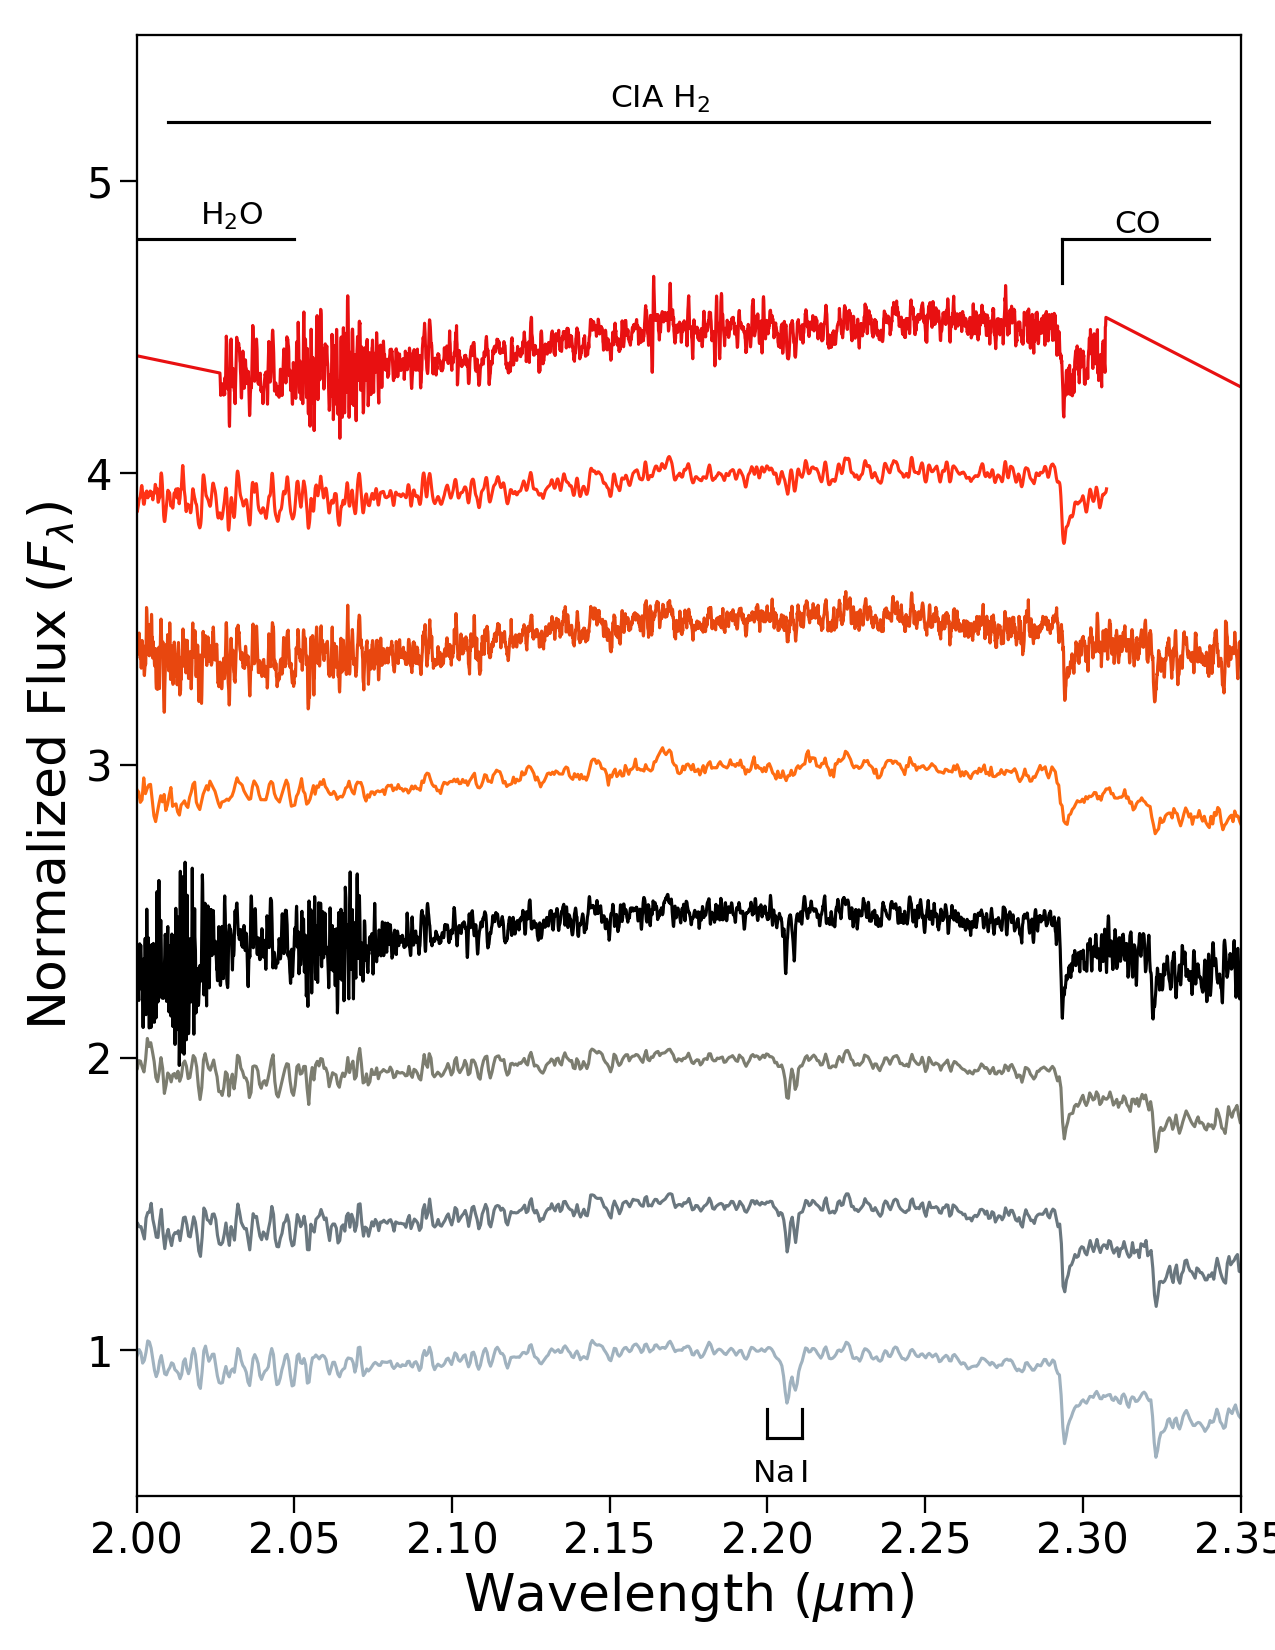 CIA H₂
5
H₂O
CO
4
3
2
1
Na I
2.00 2.05 2.10 2.15 2.20 2.25 2.30 2.35
Wavelength (μm)
Normalized Flux (F_λ)